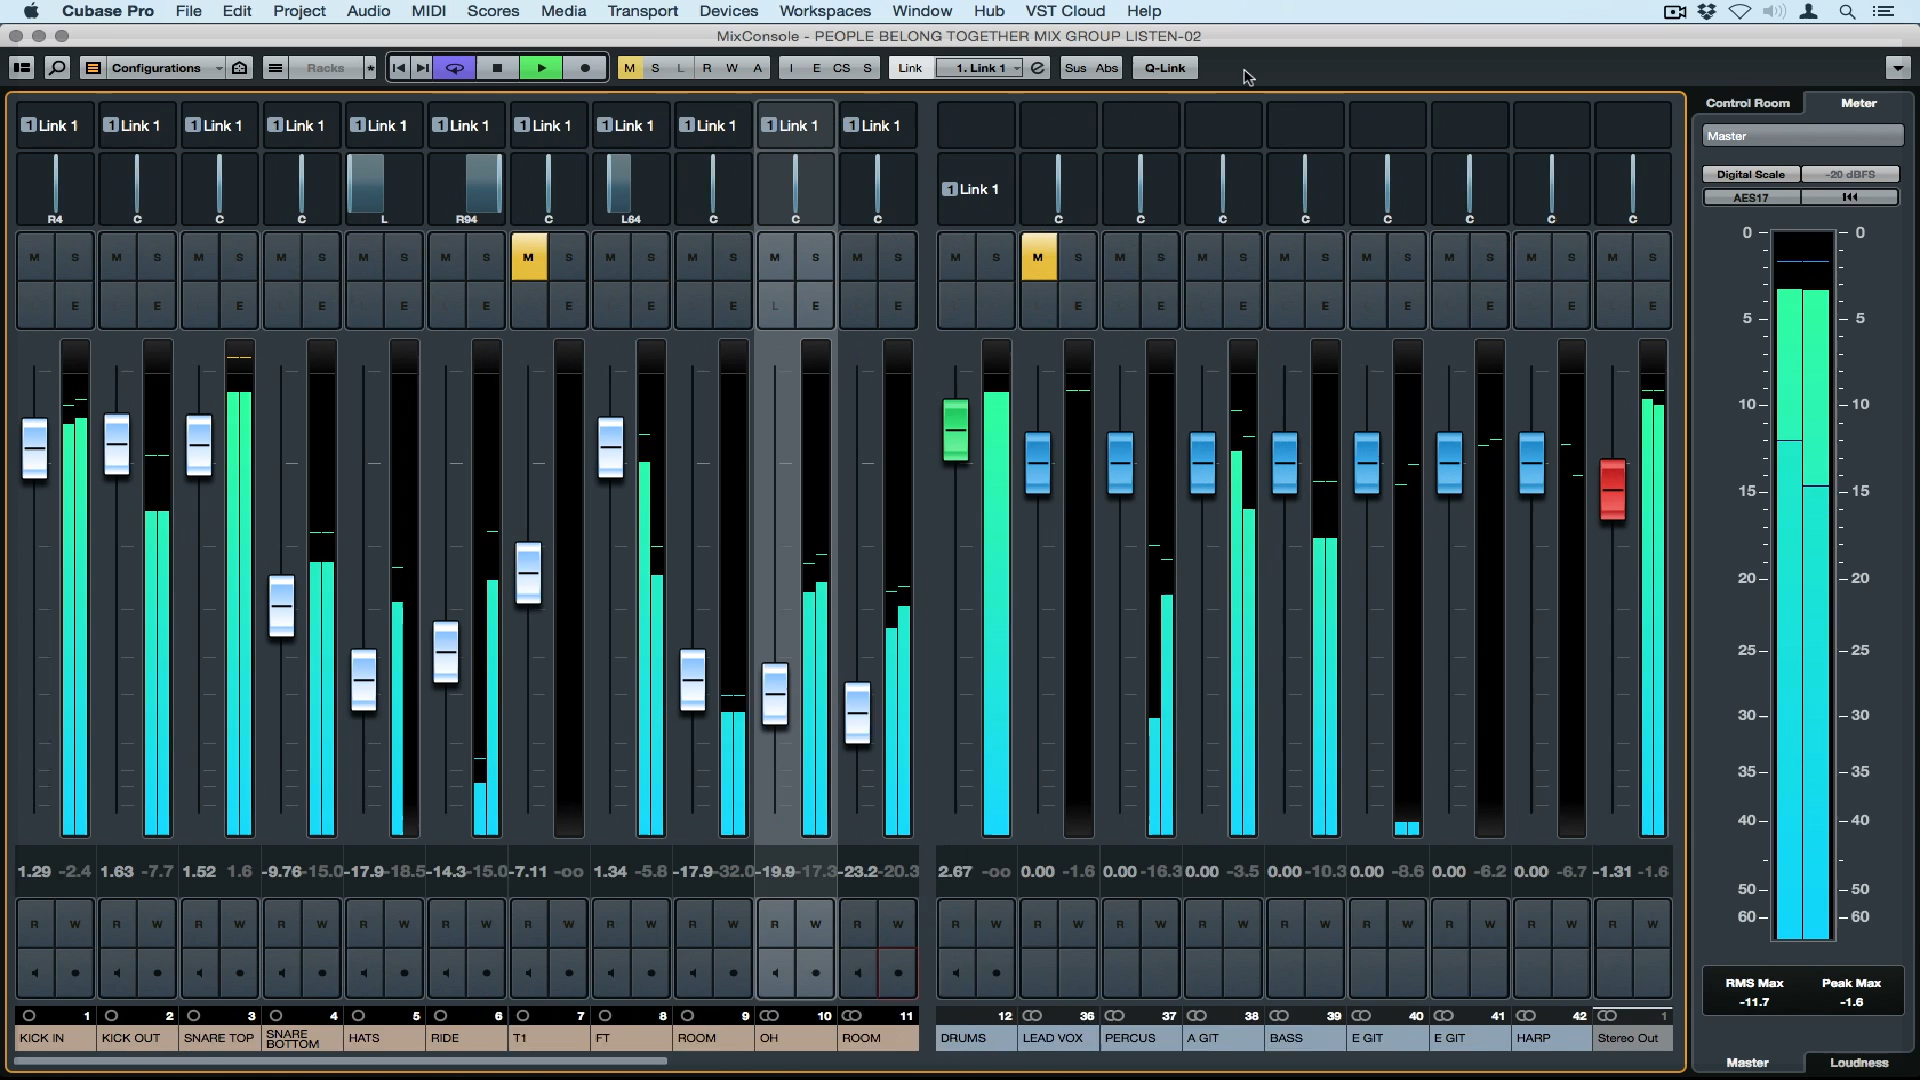 Cubase Pro File Edit Project Audio MIDI Scores Media Transport Devices Workspaces Window Hub VST Cloud Help
MixConsole - PEOPLE BELONG TOGETHER MIX GROUP LISTEN-02
Configurations Racks M S L R W A I E CS S Link 1. Link 1 Sus Abs Q-Link
Control Room Meter
1 Link 1 1 Link 1 1 Link 1 1 Link 1 1 Link 1 1 Link 1 1 Link 1 1 Link 1 1 Link 1 1 Link 1 1 Link 1
Master
Digital Scale -20 dBFS
1 Link 1
AES17
R4 C C C L R94 C L64 C C C C C C C C C C C
M S M S M S M S M S M S M S M S M S M S M S M S M S M S M S M S M S M S M S M S
E E E E E E E E L E E E E E E E E E E
0 0
5 5
10 10
15 15
20 20
25 25
30 30
35 35
40 40
50 50
60 60
1.29 -2.4 1.63 -7.7 1.52 1.6 -9.76 -15.0 -17.9 -18.5 -14.3 -15.0 -7.11 -oo 1.34 -5.8 -17.9 -32.0 -19.9 -17.3 -23.2 -20.3 2.67 -oo 0.00 -1.6 0.00 -16.3 0.00 -3.5 0.00 -10.3 0.00 -8.6 0.00 -6.2 0.00 -6.7 -1.31 -1.6
R W R W R W R W R W R W R W R W R W R W R W R W R W R W R W R W R W R W R W R W
RMS Max Peak Max
-11.7 -1.6
1 2 3 4 5 6 7 8 9 10 11 12 36 37 38 39 40 41 42 1
KICK IN KICK OUT SNARE TOP SNARE BOTTOM HATS RIDE T1 FT ROOM OH ROOM DRUMS LEAD VOX PERCUS A GIT BASS E GIT E GIT HARP Stereo Out
Master Loudness